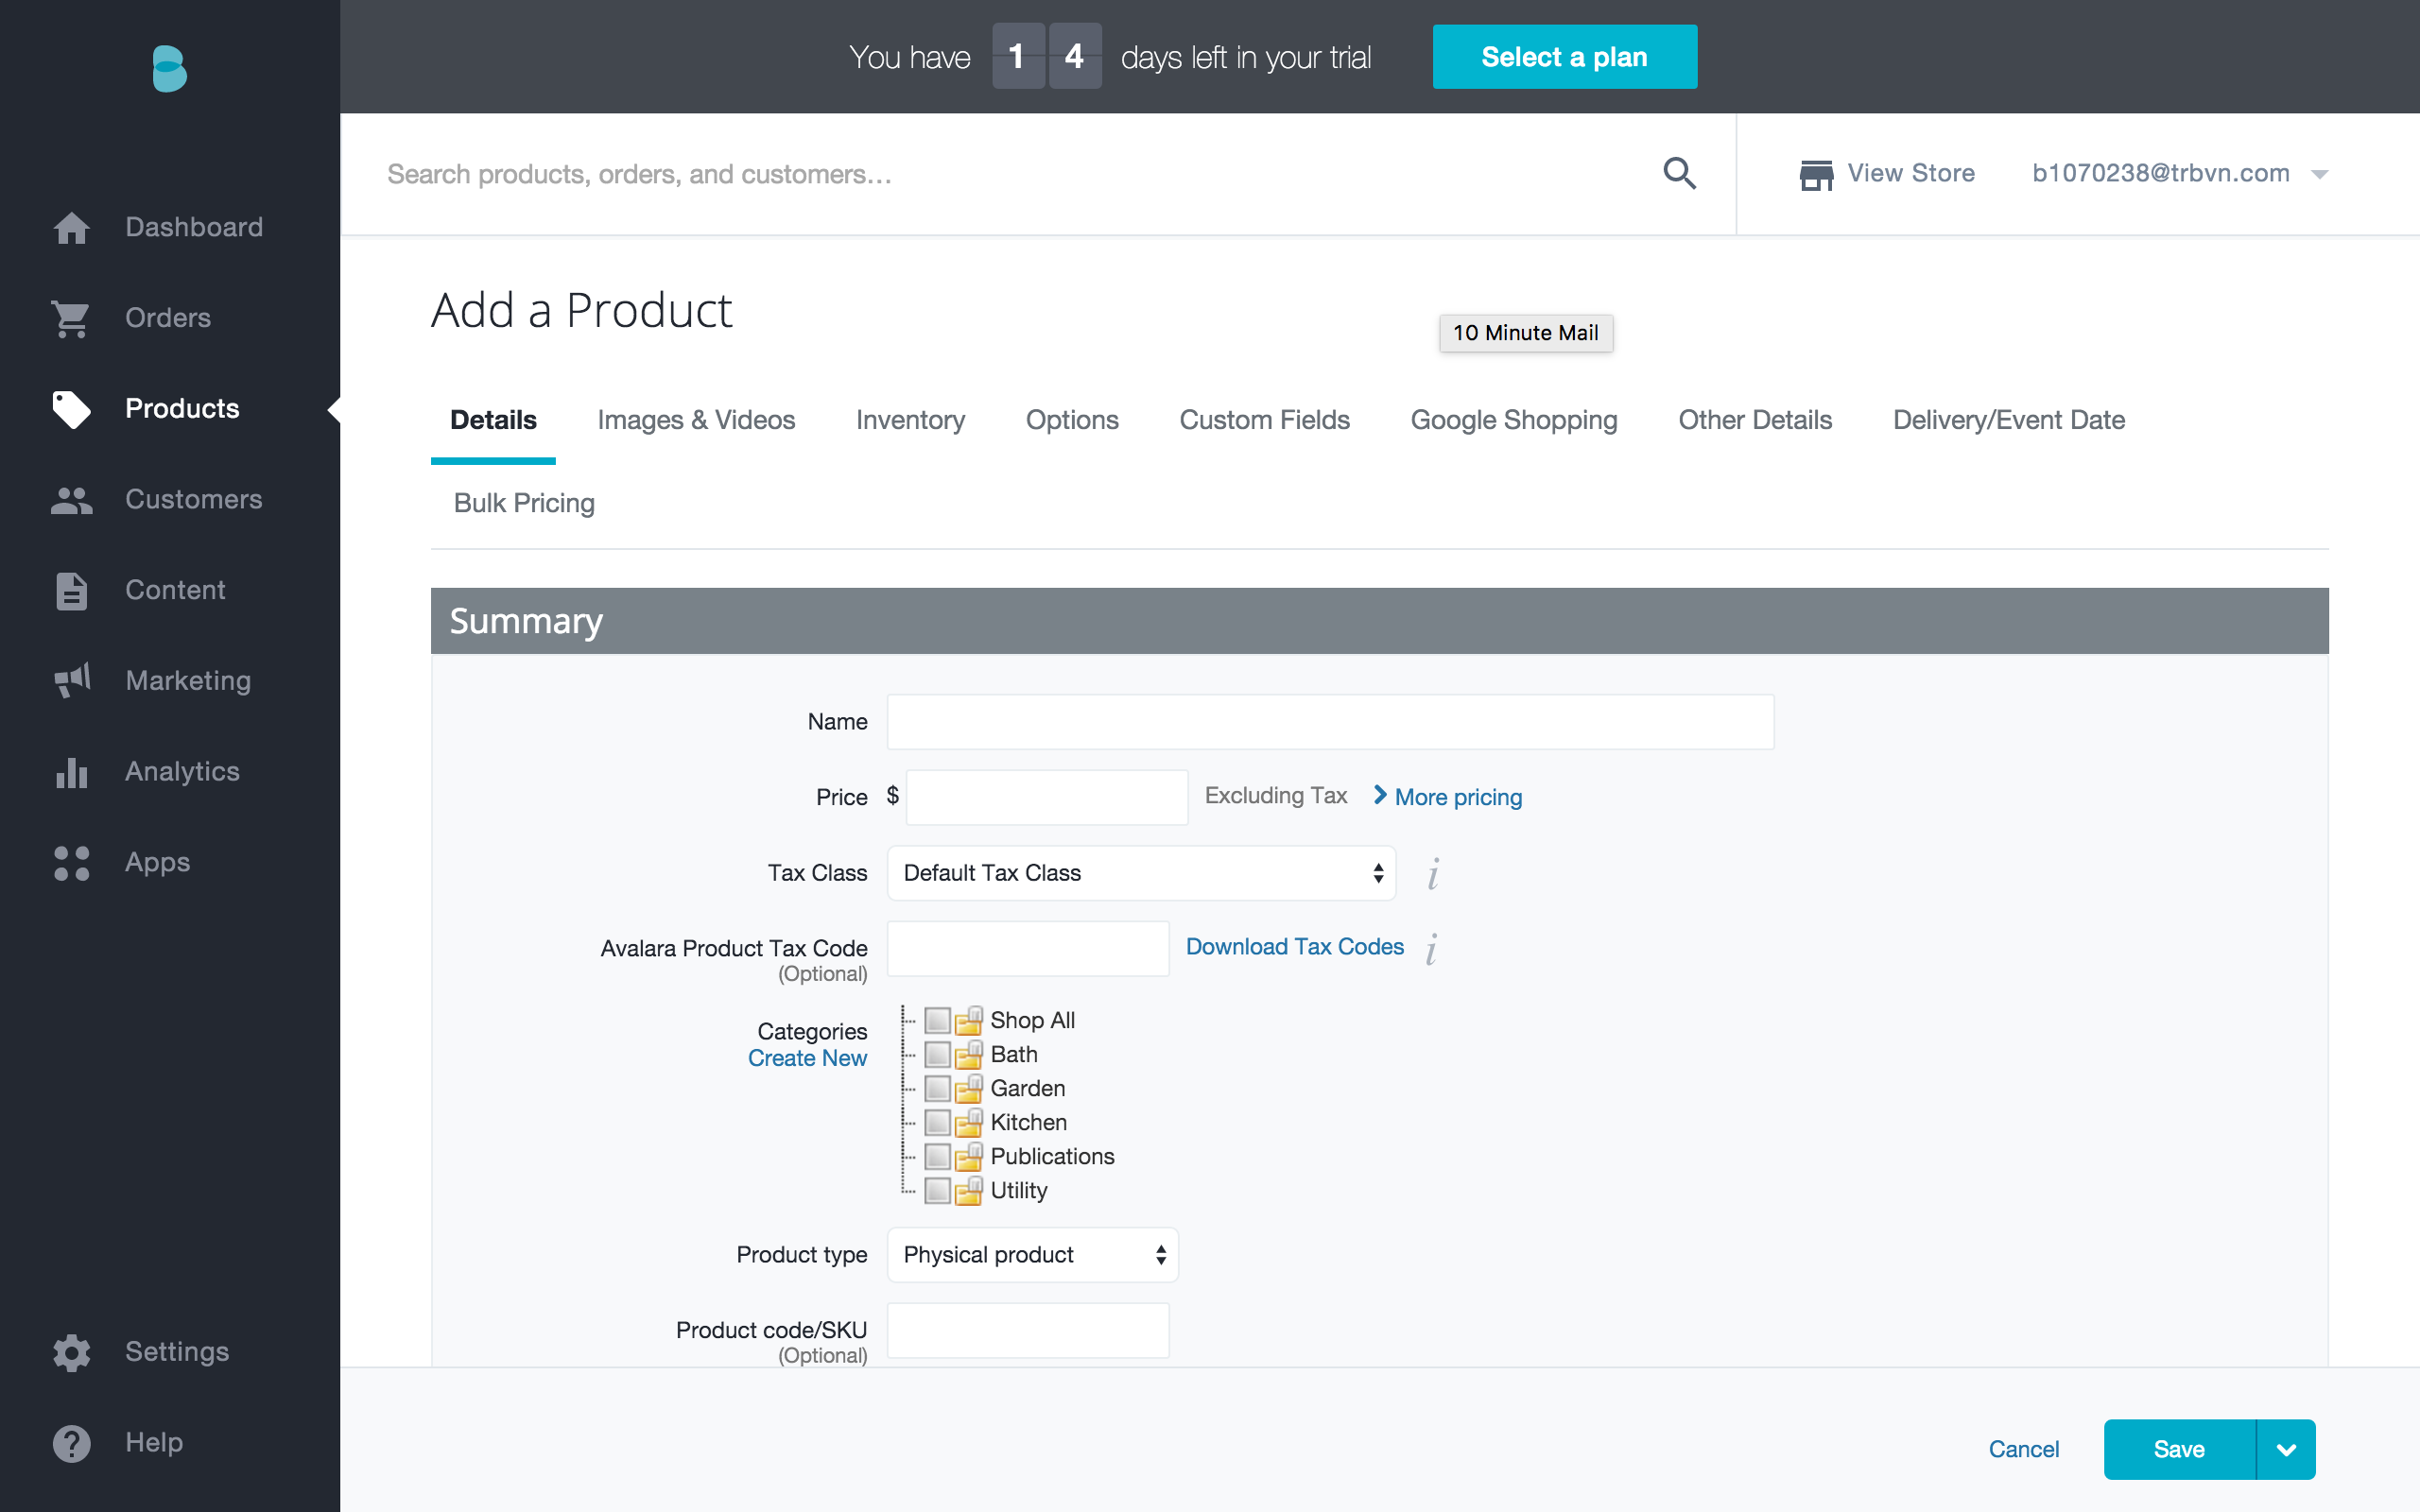 You have 1 4 days left in your trial Select a plan
Search products, orders, and customers...
View Store b1070238@trbvn.com
Dashboard
Orders
Products
Customers
Content
Marketing
Analytics
Apps
Settings
Help
Add a Product
10 Minute Mail
Details Images & Videos Inventory Options Custom Fields Google Shopping Other Details Delivery/Event Date
Bulk Pricing
Summary
Name
Price $ Excluding Tax More pricing
Tax Class Default Tax Class i
Avalara Product Tax Code Download Tax Codes i
(Optional)
Categories
Create New
Shop All
Bath
Garden
Kitchen
Publications
Utility
Product type Physical product
Product code/SKU
(Optional)
Cancel Save